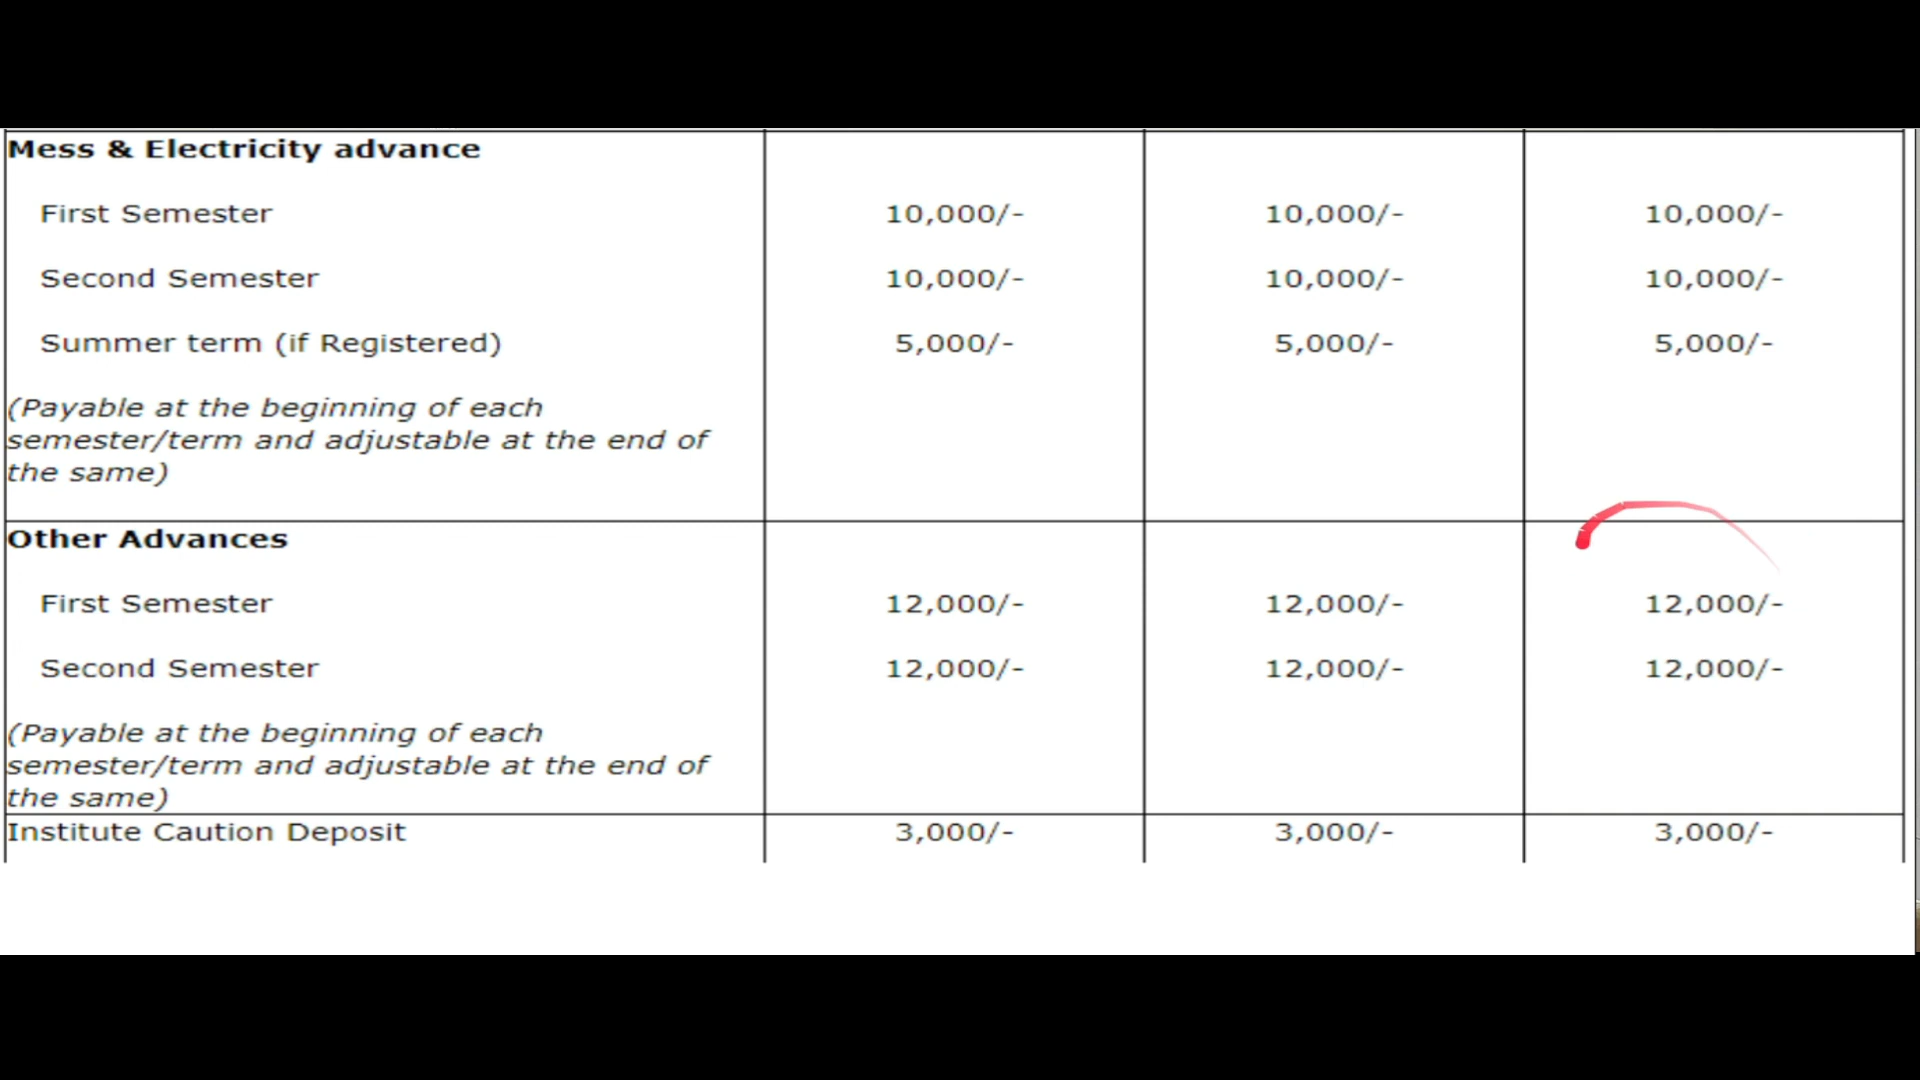 Mess & Electricity advance
First Semester 10,000/- 10,000/- 10,000/-
Second Semester 10,000/- 10,000/- 10,000/-
Summer term (if Registered) 5,000/- 5,000/- 5,000/-
(Payable at the beginning of each
semester/term and adjustable at the end of
the same)
Other Advances
First Semester 12,000/- 12,000/- 12,000/-
Second Semester 12,000/- 12,000/- 12,000/-
(Payable at the beginning of each
semester/term and adjustable at the end of
the same)
Institute Caution Deposit 3,000/- 3,000/- 3,000/-